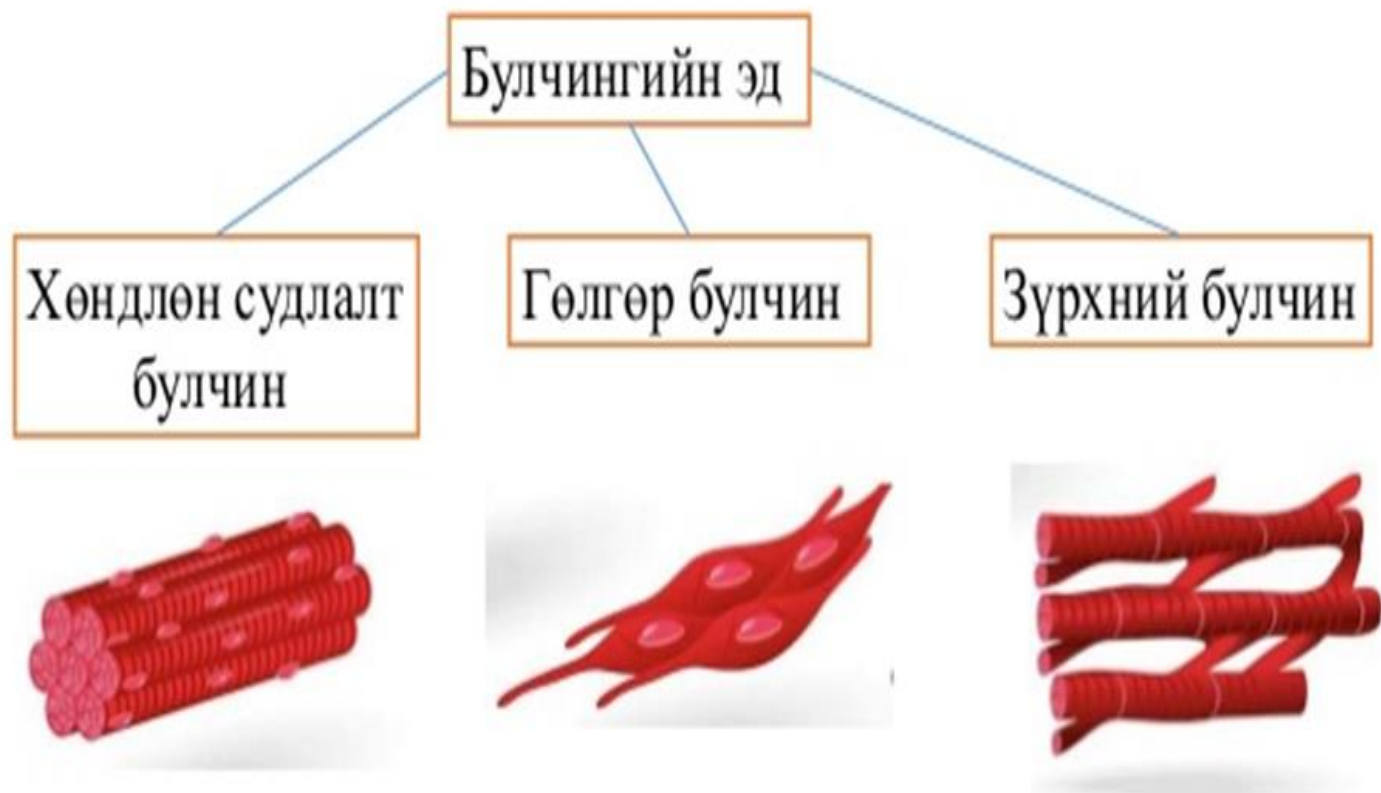 Булчингийн эд
Хөндлөн судлалт
булчин
Гөлгөр булчин
Зүрхний булчин